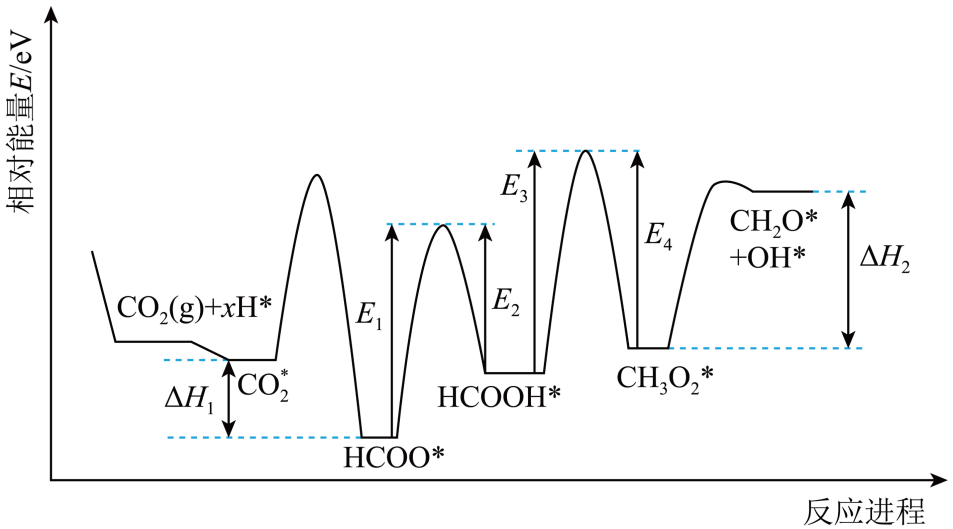 相对能量E/eV
CO₂(g)+xH*
CO₂*
ΔH₁
HCOO*
E₁
E₂
HCOOH*
E₃
E₄
CH₃O₂*
CH₂O*
+OH*
ΔH₂
反应进程